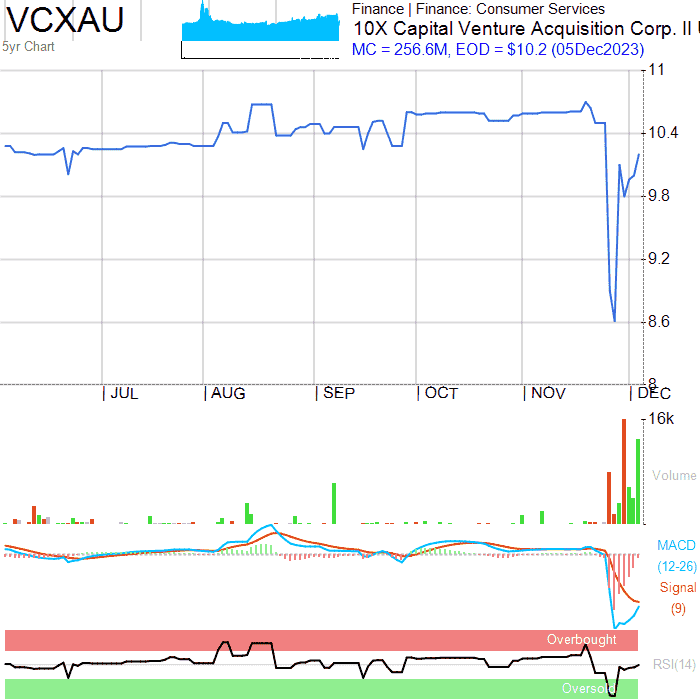 VCXAU
5yr Chart
Finance | Finance: Consumer Services
10X Capital Venture Acquisition Corp. II
MC = 256.6M, EOD = $10.2 (05Dec2023)
11
10.4
9.8
9.2
8.6
8
| JUL | AUG | SEP | OCT | NOV | DEC
16k
Volume
MACD
(12-26)
Signal
(9)
Overbought
RSI(14)
Oversold